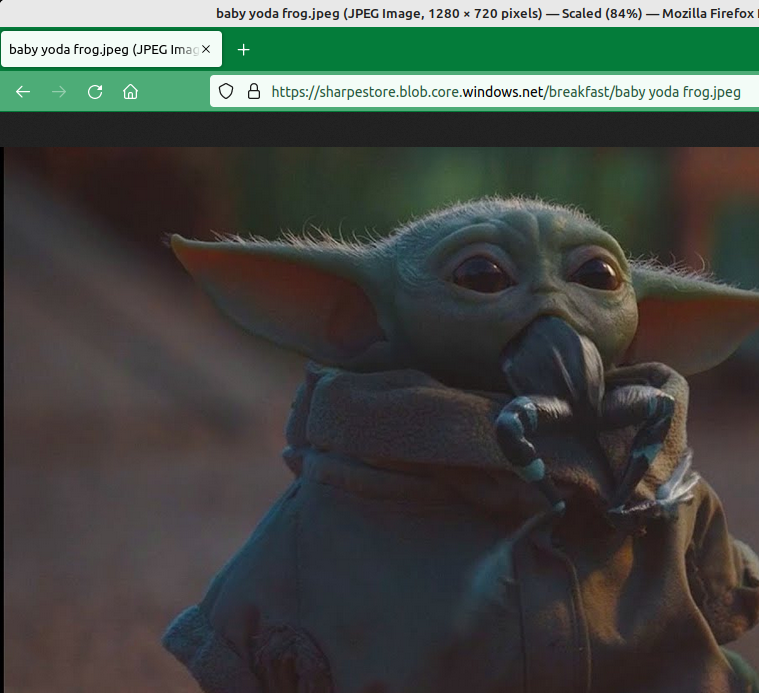 baby yoda frog.jpeg (JPEG Image, 1280 × 720 pixels) — Scaled (84%) — Mozilla Firefox
baby yoda frog.jpeg (JPEG Imag
https://sharpestore.blob.core.windows.net/breakfast/baby yoda frog.jpeg